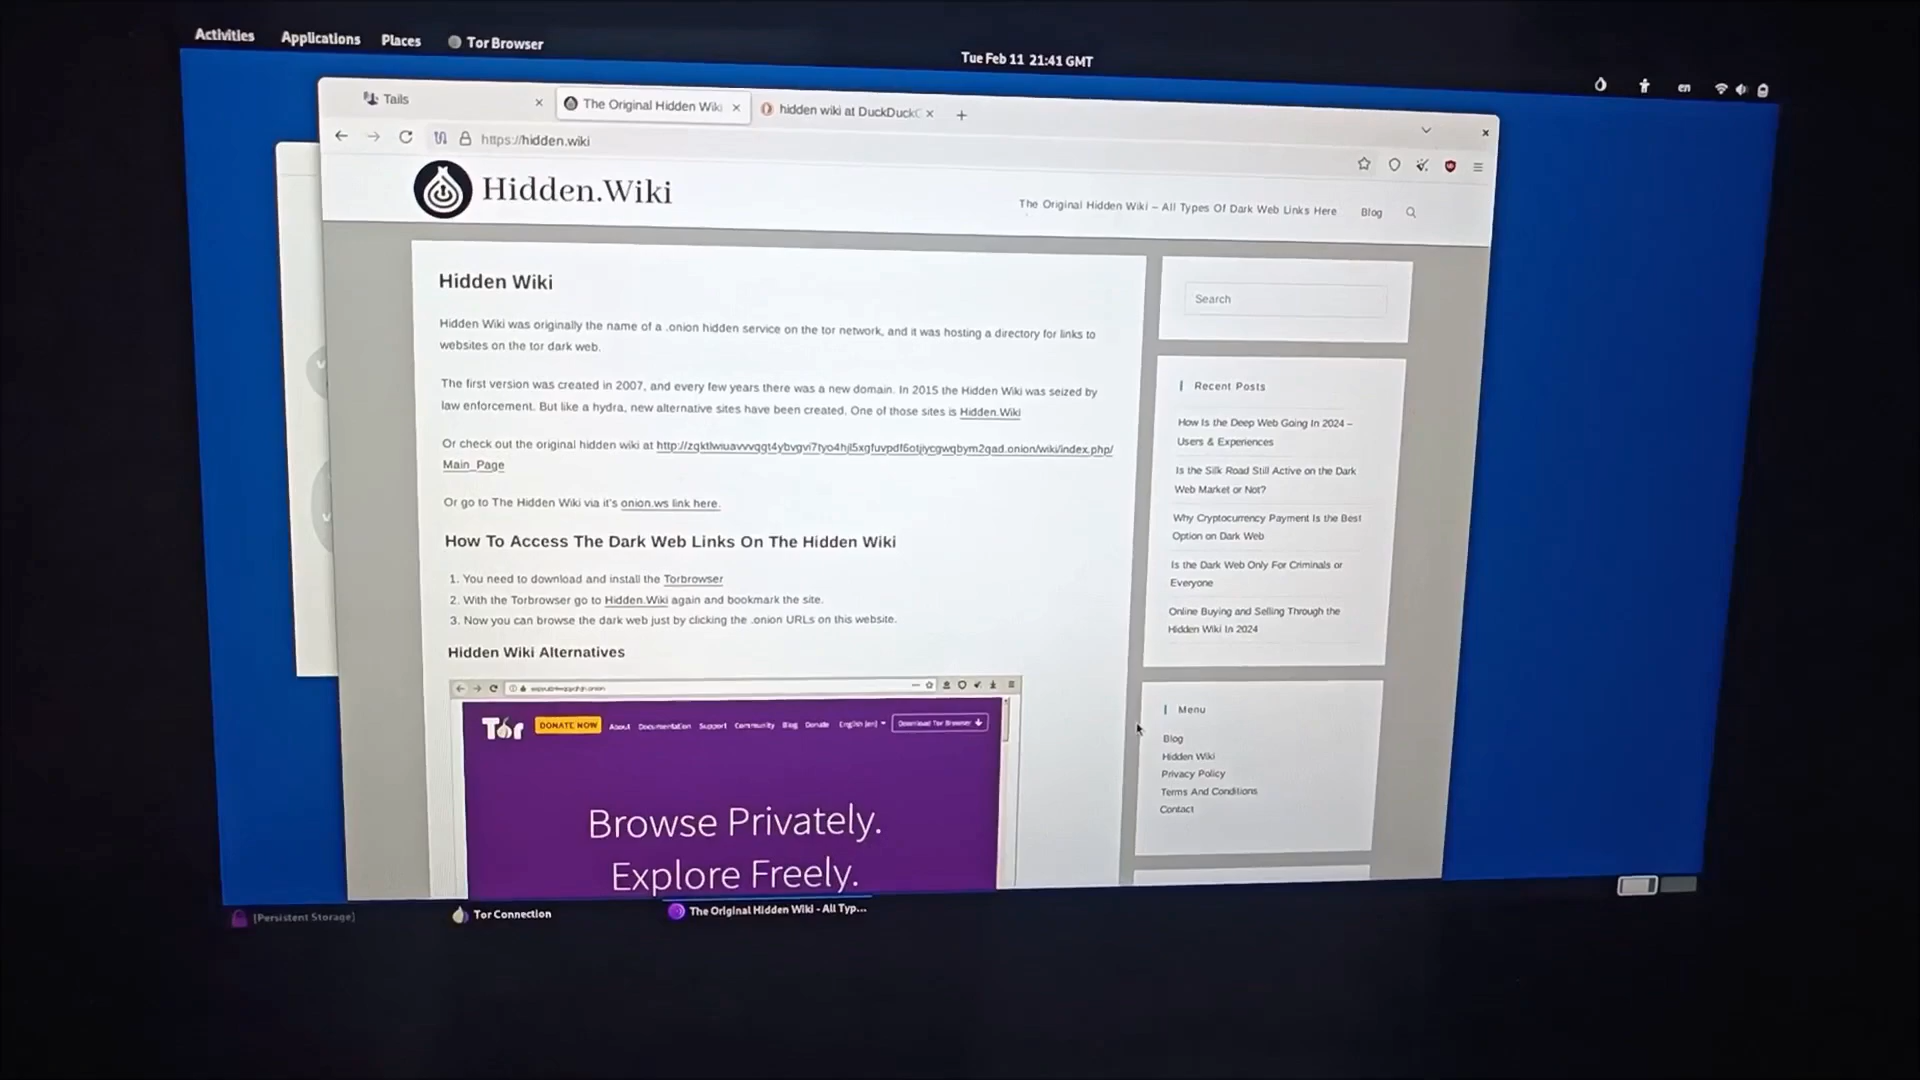 Activities Applications Places Tor Browser
Tue Feb 11 21:41 GMT
en
Tails
The Original Hidden Wiki
hidden wiki at DuckDuckG
https://hidden.wiki
Hidden.Wiki
The Original Hidden Wiki – All Types Of Dark Web Links Here Blog
Hidden Wiki
Hidden Wiki was originally the name of a .onion hidden service on the tor network, and it was hosting a directory for links to
websites on the tor dark web.
The first version was created in 2007, and every few years there was a new domain. In 2015 the Hidden Wiki was seized by
law enforcement. But like a hydra, new alternative sites have been created. One of those sites is Hidden.Wiki
Or check out the original hidden wiki at
Main_Page
Or go to The Hidden Wiki via it's onion.ws link here.
How To Access The Dark Web Links On The Hidden Wiki
1. You need to download and install the Torbrowser
2. With the Torbrowser go to Hidden.Wiki again and bookmark the site.
3. Now you can browse the dark web just by clicking the .onion URLs on this website.
Hidden Wiki Alternatives
Tor DONATE NOW About Documentation Support Community Blog Donate English (en) Download Tor Browser
Browse Privately.
Explore Freely.
Search
Recent Posts
How Is the Deep Web Going In 2024 –
Users & Experiences
Is the Silk Road Still Active on the Dark
Web Market or Not?
Why Cryptocurrency Payment Is the Best
Option on Dark Web
Is the Dark Web Only For Criminals or
Everyone
Online Buying and Selling Through the
Hidden Wiki In 2024
Menu
Blog
Hidden Wiki
Privacy Policy
Terms And Conditions
Contact
[Persistent Storage]
Tor Connection
The Original Hidden Wiki - All Typ...